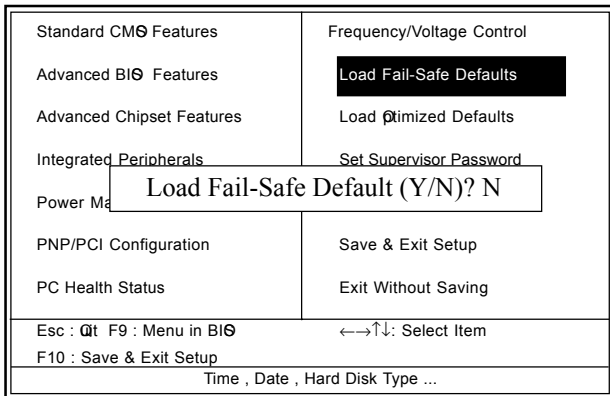 Standard CMOS Features
Frequency/Voltage Control
Advanced BIOS Features
Load Fail-Safe Defaults
Advanced Chipset Features
Load Optimized Defaults
Integrated Peripherals
Set Supervisor Password
Load Fail-Safe Default (Y/N)? N
Power Ma
PNP/PCI Configuration
Save & Exit Setup
PC Health Status
Exit Without Saving
Esc : Quit F9 : Menu in BIOS
←→↑↓: Select Item
F10 : Save & Exit Setup
Time , Date , Hard Disk Type ...